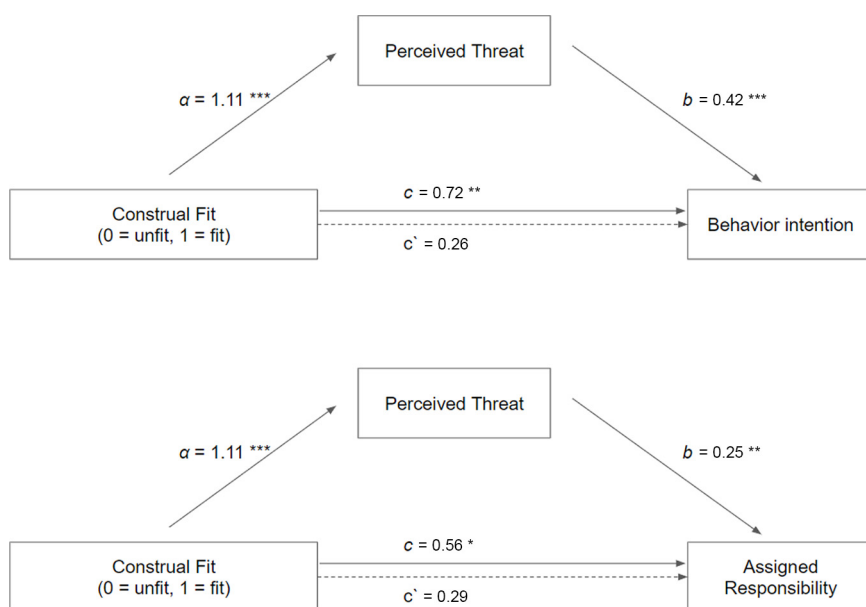 Perceived Threat
α = 1.11 ***
b = 0.42 ***
c = 0.72 **
Construal Fit
(0 = unfit, 1 = fit)
Behavior intention
c` = 0.26
Perceived Threat
α = 1.11 ***
b = 0.25 **
c = 0.56 *
Construal Fit
(0 = unfit, 1 = fit)
Assigned
Responsibility
c` = 0.29